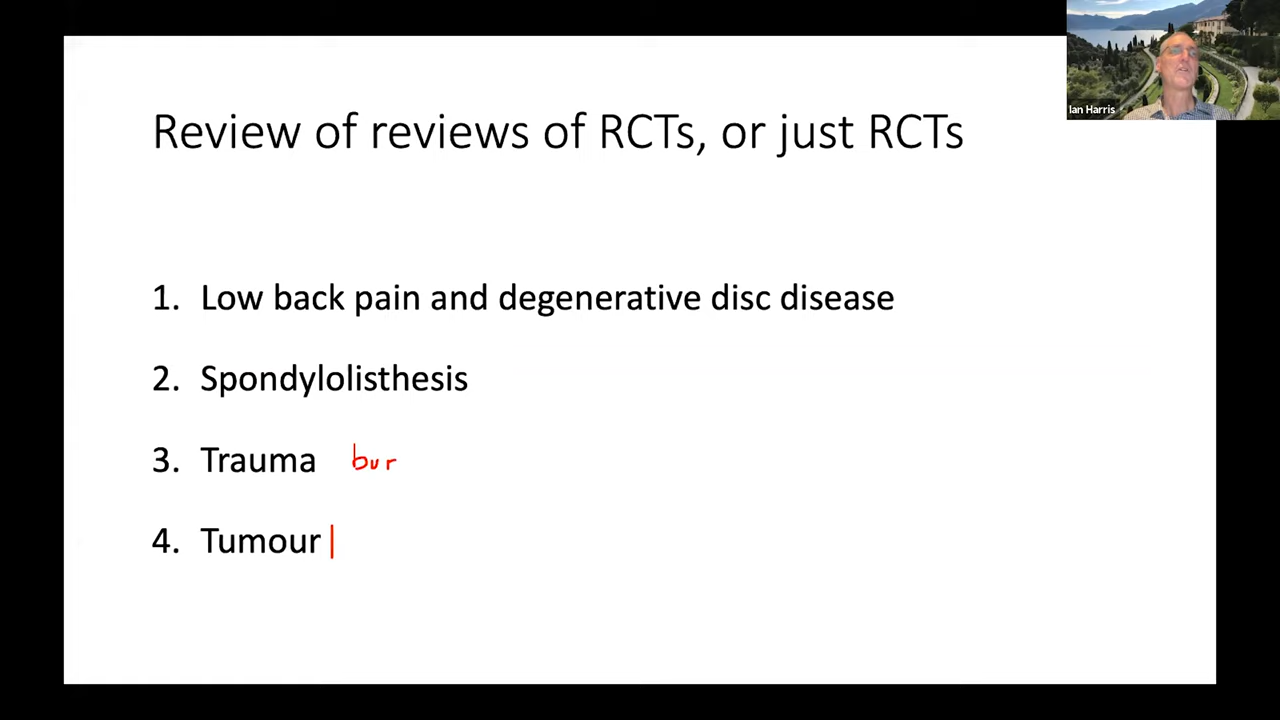 Ian Harris
Review of reviews of RCTs, or just RCTs
1. Low back pain and degenerative disc disease
2. Spondylolisthesis
3. Trauma bur
4. Tumour |